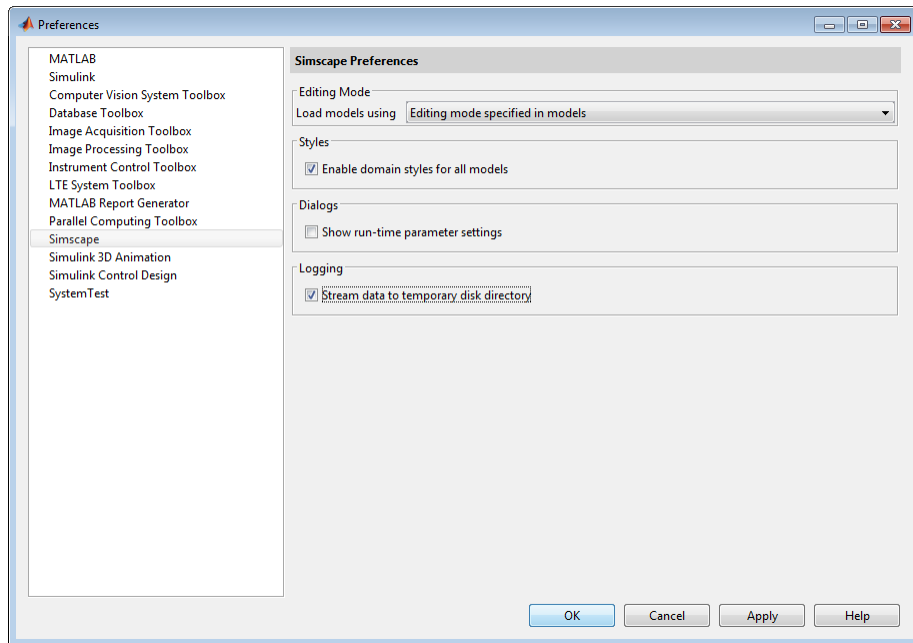 Preferences
MATLAB
Simulink
Computer Vision System Toolbox
Database Toolbox
Image Acquisition Toolbox
Image Processing Toolbox
Instrument Control Toolbox
LTE System Toolbox
MATLAB Report Generator
Parallel Computing Toolbox
Simscape
Simulink 3D Animation
Simulink Control Design
SystemTest
Simscape Preferences
Editing Mode
Load models using Editing mode specified in models
Styles
Enable domain styles for all models
Dialogs
Show run-time parameter settings
Logging
Stream data to temporary disk directory
OK Cancel Apply Help